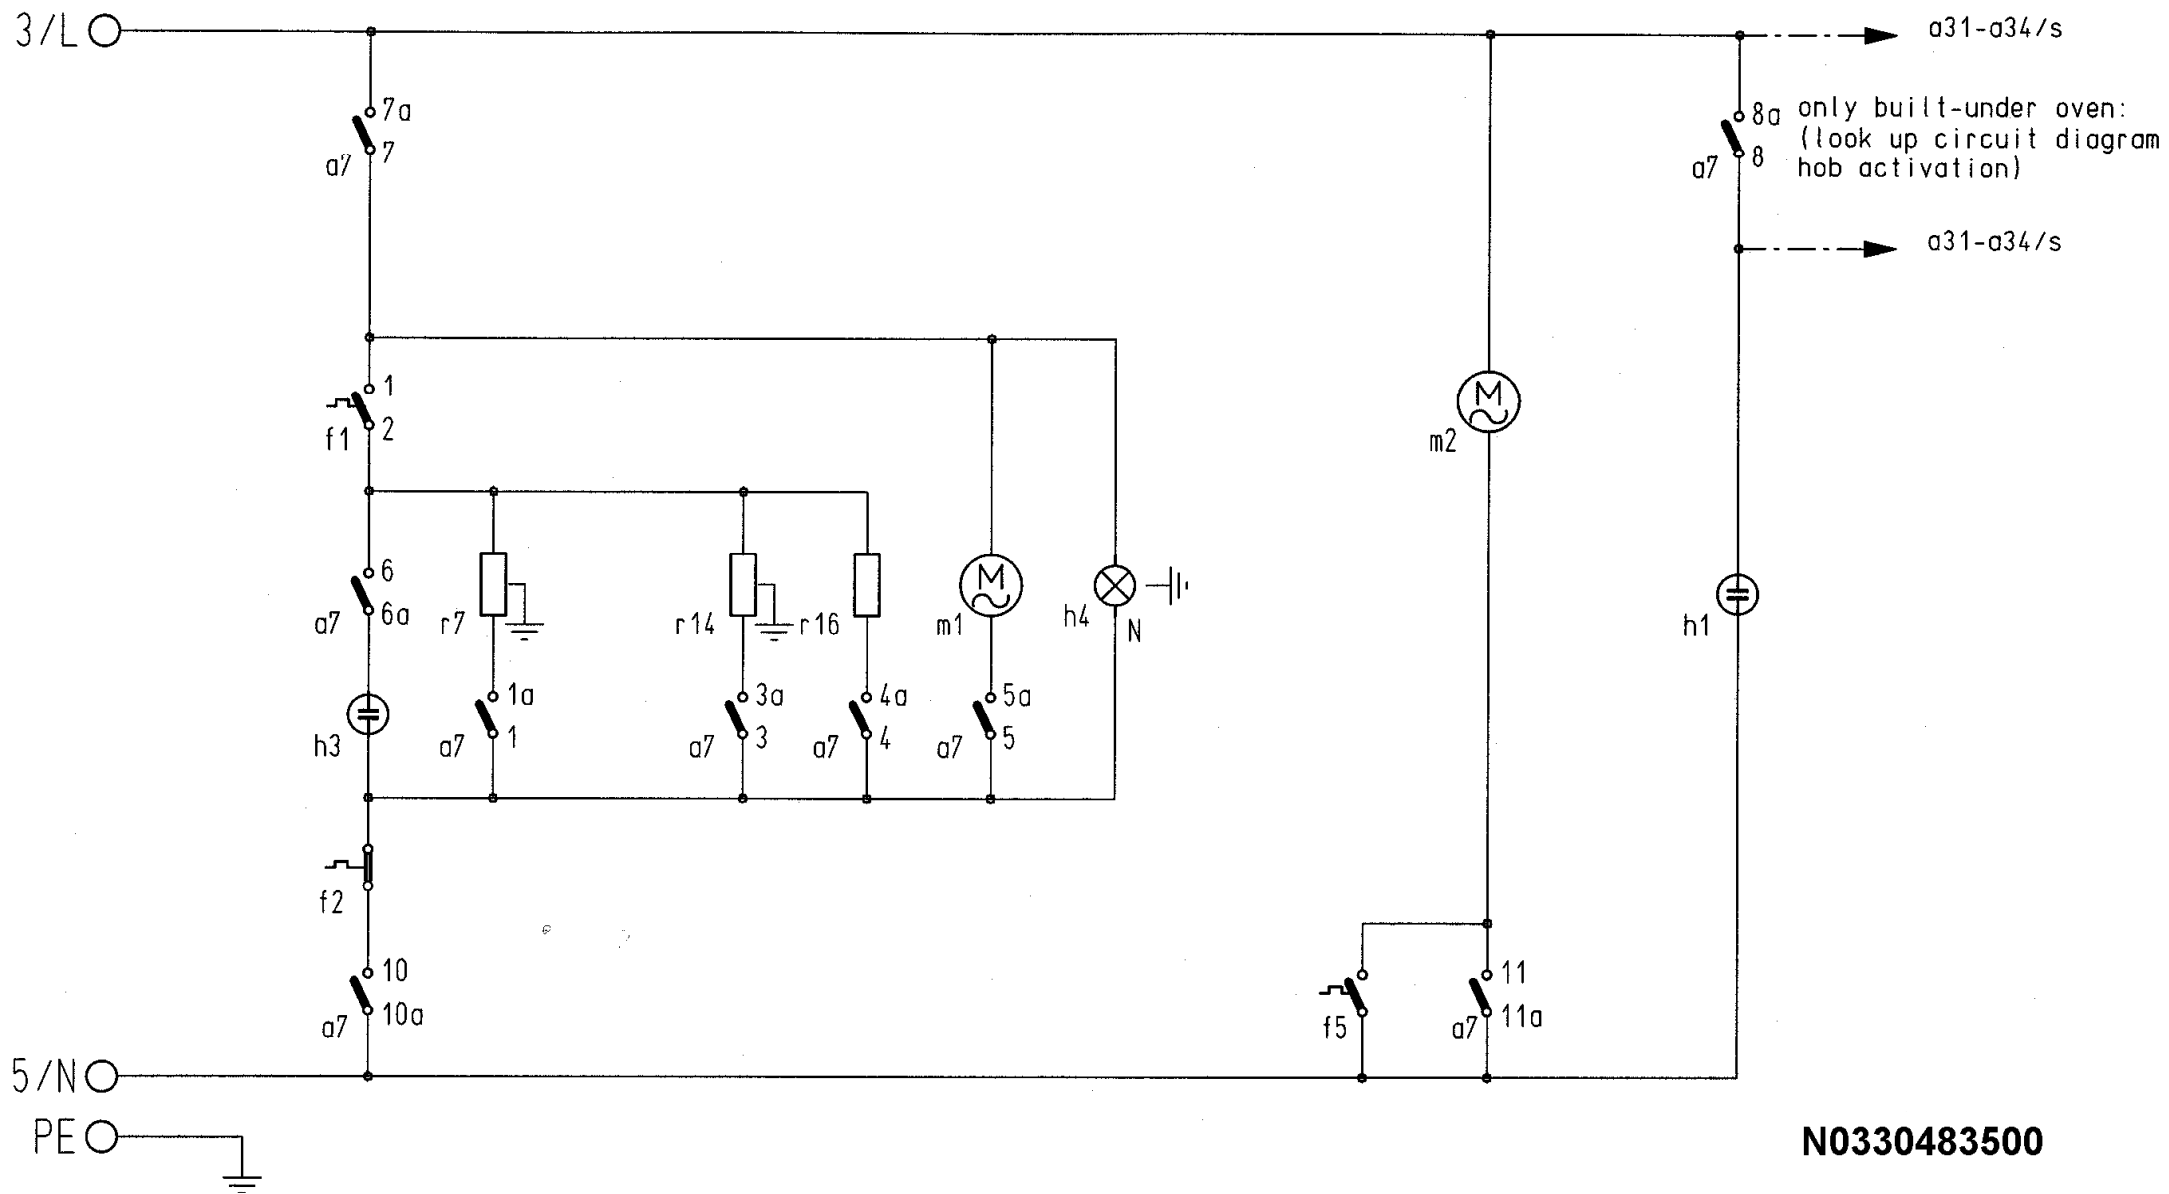 3/L
a31-a34/s
7a
7
a7
8a
8
a7
only built-under oven:
(look up circuit diagram
hob activation)
a31-a34/s
1
2
f1
M
m2
6
6a
a7
r7
r14
r16
M
m1
h4
N
h1
h3
1a
1
a7
3a
3
a7
4a
4
a7
5a
5
a7
f2
10
10a
a7
f5
11
11a
a7
5/N
PE
N0330483500